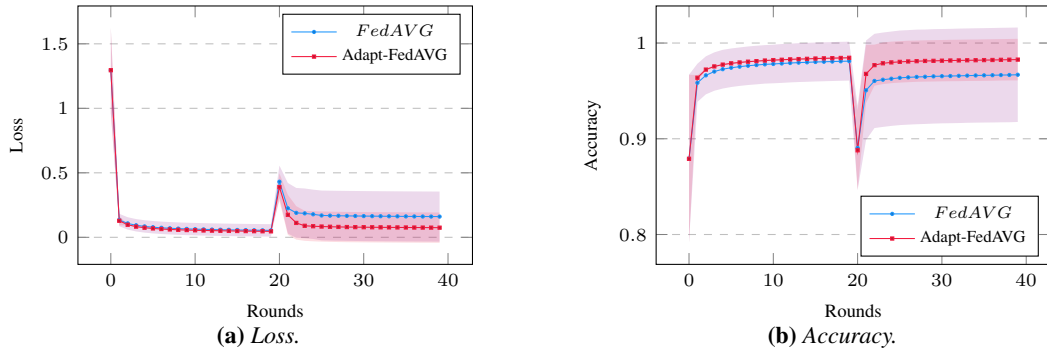 1.5
1
0.5
0
0
10
20
30
40
Loss
Rounds
FedAVG
Adapt-FedAVG
(a) Loss.
1
0.9
0.8
0
10
20
30
40
Accuracy
Rounds
FedAVG
Adapt-FedAVG
(b) Accuracy.